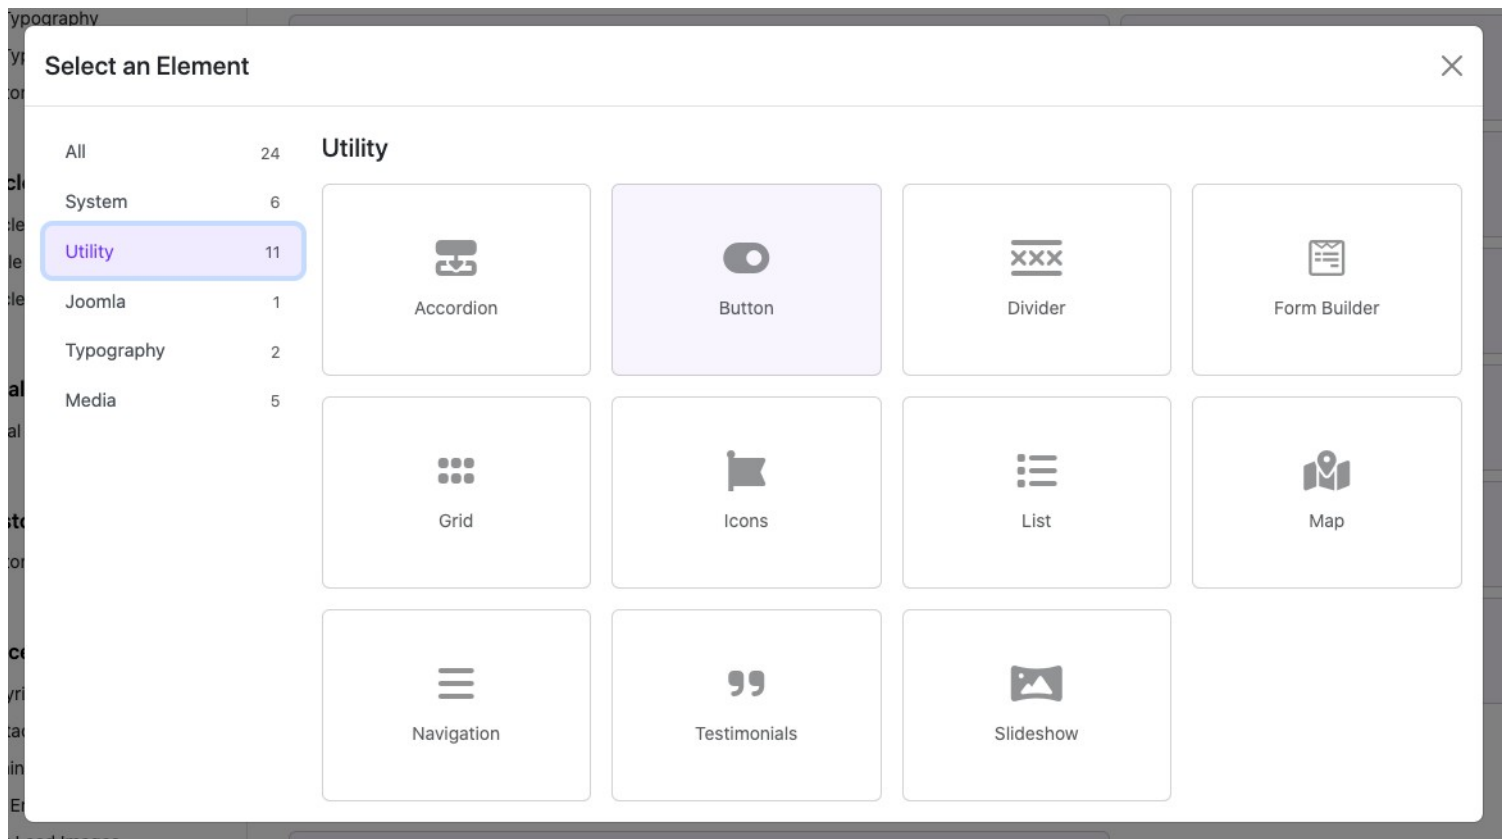 Typography
Select an Element
All 24
System 6
Utility 11
Joomla 1
Typography 2
Media 5
Utility
Accordion
Button
Divider
Form Builder
Grid
Icons
List
Map
Navigation
Testimonials
Slideshow